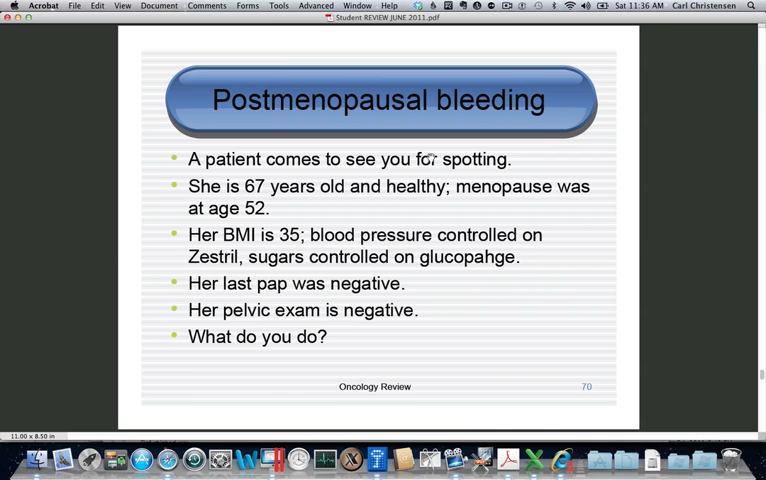 Acrobat File Edit View Document Comments Forms Tools Advanced Window Help Sat 11:36 AM Carl Christensen
Student REVIEW JUNE 2011.pdf
Postmenopausal bleeding
A patient comes to see you for spotting.
She is 67 years old and healthy; menopause was
at age 52.
Her BMI is 35; blood pressure controlled on
Zestril, sugars controlled on glucopahge.
Her last pap was negative.
Her pelvic exam is negative.
What do you do?
Oncology Review 70
11.00 x 8.50 in